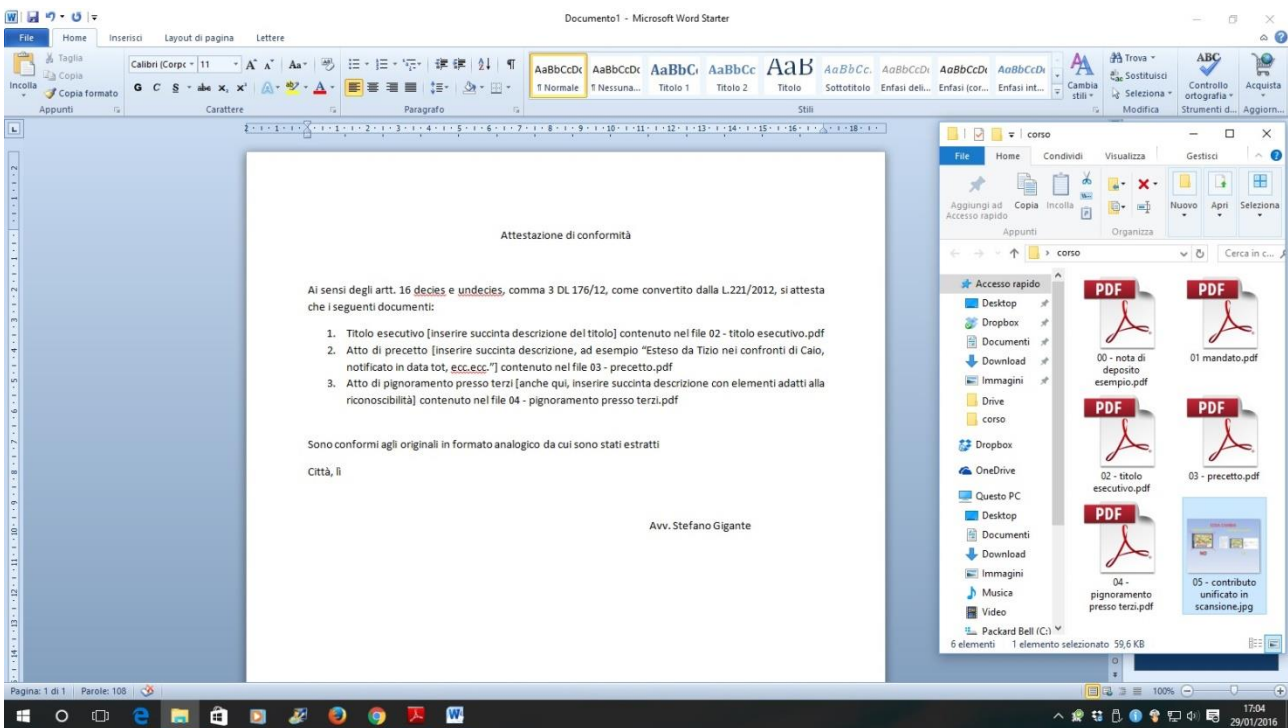 Documento1 - Microsoft Word Starter
File Home Inserisci Layout di pagina Lettere
Incolla
Taglia
Copia
Copia formato
Appunti
Calibri (Corpc 11
G C S abc x, x²
Aa
Carattere
Paragrafo
AaBbCcDc AaBbCcDc AaBbC AaBbCc AaB AaBbCc. AaBbCcDc AaBbCcDc AaBbCcDc
¶ Normale ¶ Nessuna... Titolo 1 Titolo 2 Titolo Sottotitolo Enfasi deli... Enfasi (cor... Enfasi int...
Stili
Cambia stili
Trova
Sostituisci
Seleziona
Modifica
ABC
Controllo ortografia
Strumenti d...
Acquista
Aggiorn...
Attestazione di conformità
Ai sensi degli artt. 16 decies e undecies, comma 3 DL 176/12, come convertito dalla L.221/2012, si attesta
che i seguenti documenti:
1. Titolo esecutivo [inserire succinta descrizione del titolo] contenuto nel file 02 - titolo esecutivo.pdf
2. Atto di precetto [inserire succinta descrizione, ad esempio “Esteso da Tizio nei confronti di Caio,
notificato in data tot, ecc.ecc.”] contenuto nel file 03 - precetto.pdf
3. Atto di pignoramento presso terzi [anche qui, inserire succinta descrizione con elementi adatti alla
riconoscibilità] contenuto nel file 04 - pignoramento presso terzi.pdf
Sono conformi agli originali in formato analogico da cui sono stati estratti
Città, lì
Avv. Stefano Gigante
corso
File Home Condividi Visualizza Gestisci
Aggiungi ad
Accesso rapido
Copia Incolla
Nuovo Apri Seleziona
Appunti Organizza
corso
Cerca in c...
Accesso rapido
Desktop
Dropbox
Documenti
Download
Immagini
Drive
corso
Dropbox
OneDrive
Questo PC
Desktop
Documenti
Download
Immagini
Musica
Video
Packard Bell (C:)
PDF
00 - nota di
deposito
esempio.pdf
PDF
01 mandato.pdf
PDF
02 - titolo
esecutivo.pdf
PDF
03 - precetto.pdf
PDF
04 -
pignoramento
presso terzi.pdf
05 - contributo
unificato in
scansione.jpg
6 elementi 1 elemento selezionato 59,6 KB
Pagina: 1 di 1 Parole: 108
100%
17:04
29/01/2016